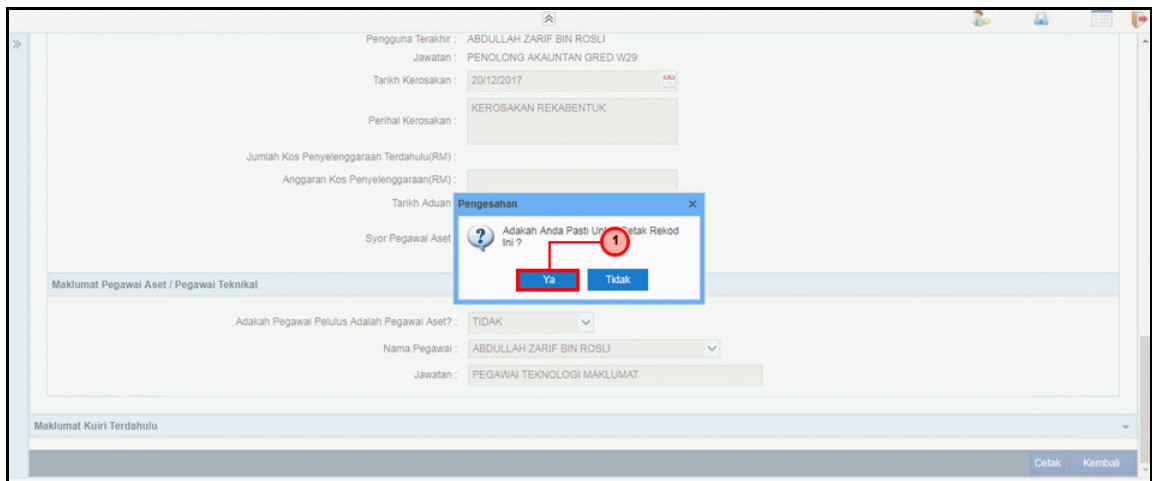 Pengguna Terakhir : ABDULLAH ZARIF BIN ROSLI
Jawatan : PENOLONG AKAUNTAN GRED W29
Tarikh Kerosakan : 20/12/2017
Perihal Kerosakan : KEROSAKAN REKABENTUK
Jumlah Kos Penyelenggaraan Terdahulu(RM) :
Anggaran Kos Penyelenggaraan(RM) :
Tarikh Aduan
Syor Pegawai Aset
Pengesahan
Adakah Anda Pasti Cetak Rekod
Ini ?
1
Ya Tidak
Maklumat Pegawai Aset / Pegawai Teknikal
Adakah Pegawai Pelulus Adalah Pegawai Aset? : TIDAK
Nama Pegawai : ABDULLAH ZARIF BIN ROSLI
Jawatan : PEGAWAI TEKNOLOGI MAKLUMAT
Maklumat Kuiri Terdahulu
Cetak Kembali